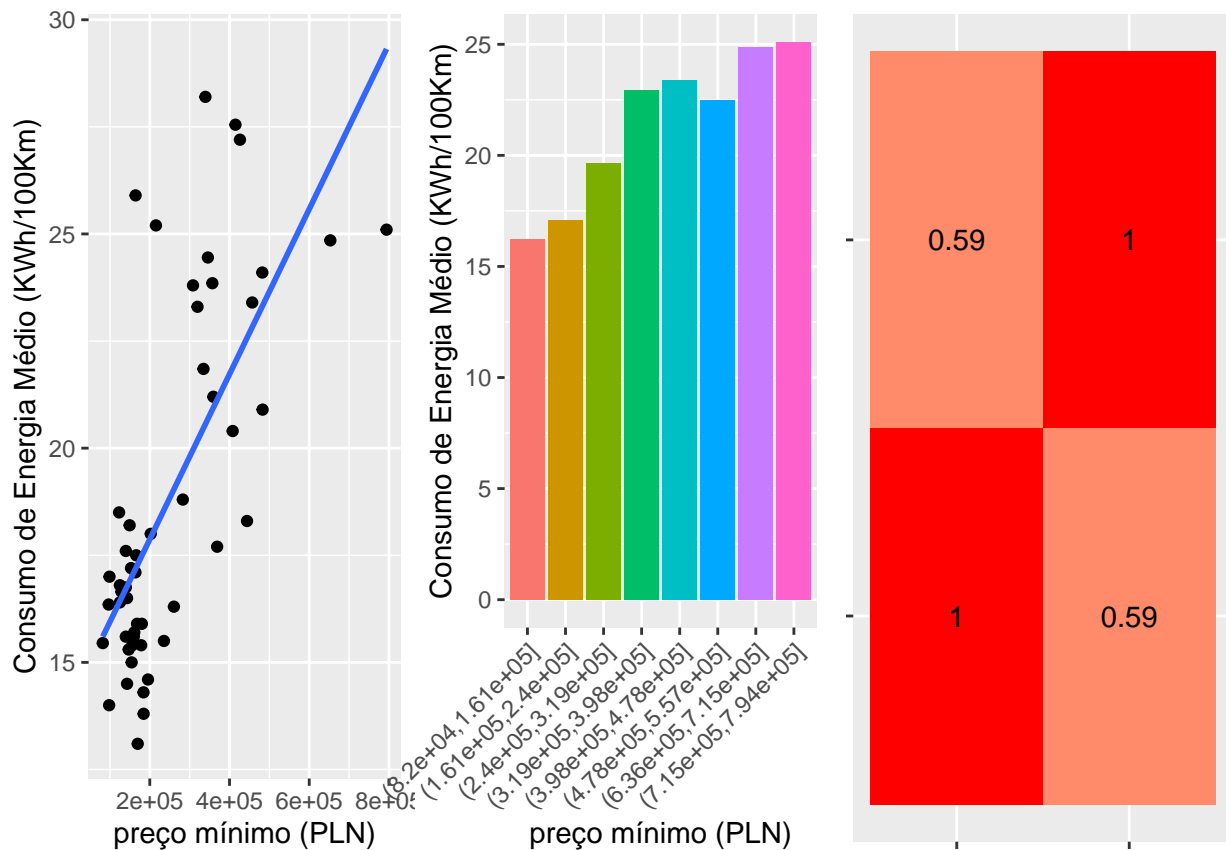 Consumo de Energia Médio (KWh/100Km)
30
25
20
15
2e+05
4e+05
6e+05
8e+05
preço mínimo (PLN)
Consumo de Energia Médio (KWh/100Km)
25
20
15
10
5
0
(8.2e+04,1.61e+05]
(1.61e+05,2.4e+05]
(2.4e+05,3.19e+05]
(3.19e+05,3.98e+05]
(3.98e+05,4.78e+05]
(4.78e+05,5.57e+05]
(6.36e+05,7.15e+05]
(7.15e+05,7.94e+05]
preço mínimo (PLN)
0.59
1
1
0.59